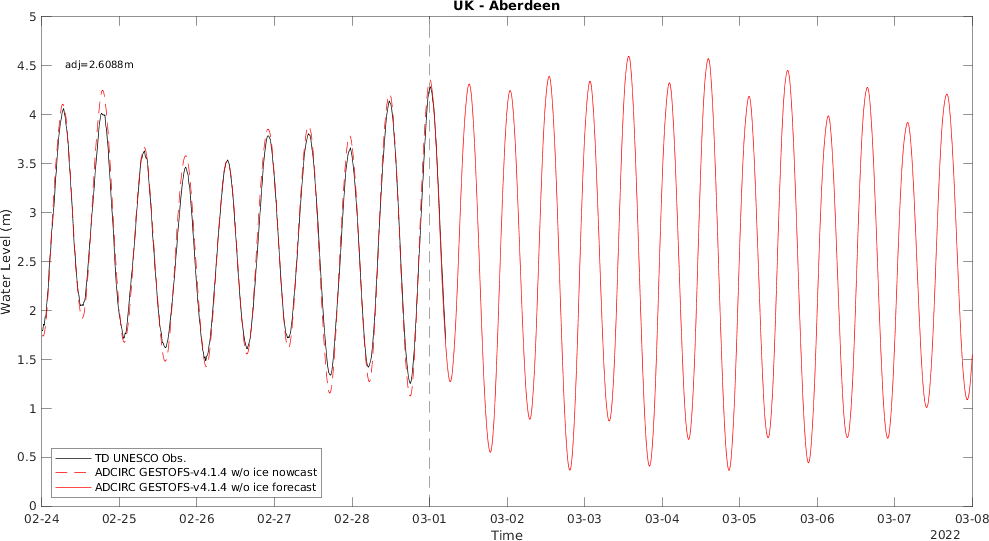 UK - Aberdeen
5
4.5
4
3.5
3
2.5
2
1.5
1
0.5
0
Water Level (m)
adj=2.6088m
TD UNESCO Obs.
ADCIRC GESTOFS-v4.1.4 w/o ice nowcast
ADCIRC GESTOFS-v4.1.4 w/o ice forecast
02-24 02-25 02-26 02-27 02-28 03-01 03-02 03-03 03-04 03-05 03-06 03-07 03-08
Time
2022